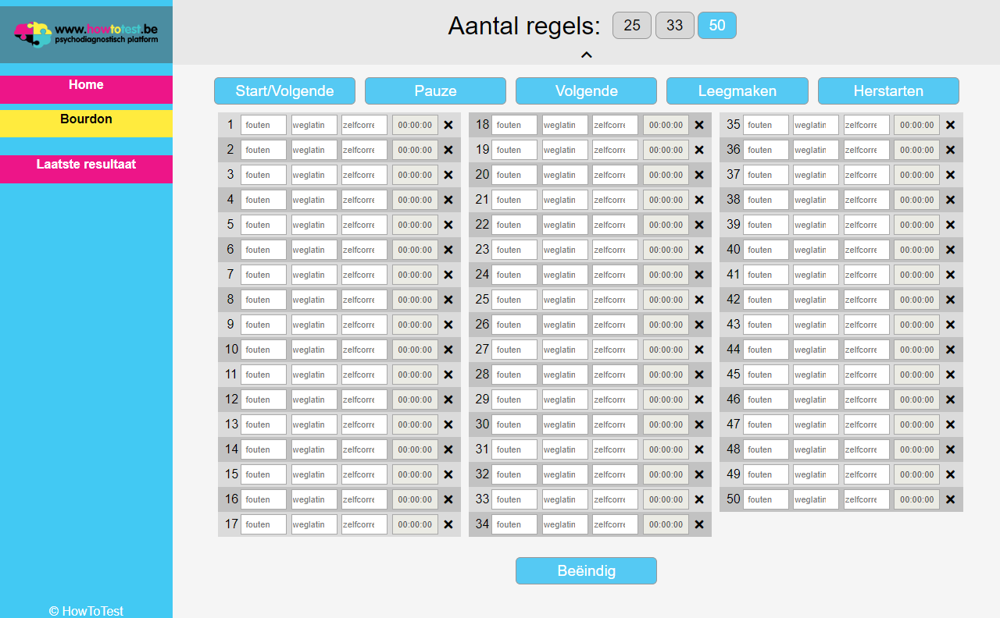 www.howtotest.be
psychodiagnostisch platform
Home
Bourdon
Laatste resultaat
© HowToTest
Aantal regels: 25 33 50
Start/Volgende Pauze Volgende Leegmaken Herstarten
1 fouten weglatin zelfcorre 00:00:00 18 fouten weglatin zelfcorre 00:00:00 35 fouten weglatin zelfcorre 00:00:00
2 fouten weglatin zelfcorre 00:00:00 19 fouten weglatin zelfcorre 00:00:00 36 fouten weglatin zelfcorre 00:00:00
3 fouten weglatin zelfcorre 00:00:00 20 fouten weglatin zelfcorre 00:00:00 37 fouten weglatin zelfcorre 00:00:00
4 fouten weglatin zelfcorre 00:00:00 21 fouten weglatin zelfcorre 00:00:00 38 fouten weglatin zelfcorre 00:00:00
5 fouten weglatin zelfcorre 00:00:00 22 fouten weglatin zelfcorre 00:00:00 39 fouten weglatin zelfcorre 00:00:00
6 fouten weglatin zelfcorre 00:00:00 23 fouten weglatin zelfcorre 00:00:00 40 fouten weglatin zelfcorre 00:00:00
7 fouten weglatin zelfcorre 00:00:00 24 fouten weglatin zelfcorre 00:00:00 41 fouten weglatin zelfcorre 00:00:00
8 fouten weglatin zelfcorre 00:00:00 25 fouten weglatin zelfcorre 00:00:00 42 fouten weglatin zelfcorre 00:00:00
9 fouten weglatin zelfcorre 00:00:00 26 fouten weglatin zelfcorre 00:00:00 43 fouten weglatin zelfcorre 00:00:00
10 fouten weglatin zelfcorre 00:00:00 27 fouten weglatin zelfcorre 00:00:00 44 fouten weglatin zelfcorre 00:00:00
11 fouten weglatin zelfcorre 00:00:00 28 fouten weglatin zelfcorre 00:00:00 45 fouten weglatin zelfcorre 00:00:00
12 fouten weglatin zelfcorre 00:00:00 29 fouten weglatin zelfcorre 00:00:00 46 fouten weglatin zelfcorre 00:00:00
13 fouten weglatin zelfcorre 00:00:00 30 fouten weglatin zelfcorre 00:00:00 47 fouten weglatin zelfcorre 00:00:00
14 fouten weglatin zelfcorre 00:00:00 31 fouten weglatin zelfcorre 00:00:00 48 fouten weglatin zelfcorre 00:00:00
15 fouten weglatin zelfcorre 00:00:00 32 fouten weglatin zelfcorre 00:00:00 49 fouten weglatin zelfcorre 00:00:00
16 fouten weglatin zelfcorre 00:00:00 33 fouten weglatin zelfcorre 00:00:00 50 fouten weglatin zelfcorre 00:00:00
17 fouten weglatin zelfcorre 00:00:00 34 fouten weglatin zelfcorre 00:00:00
Beëindig